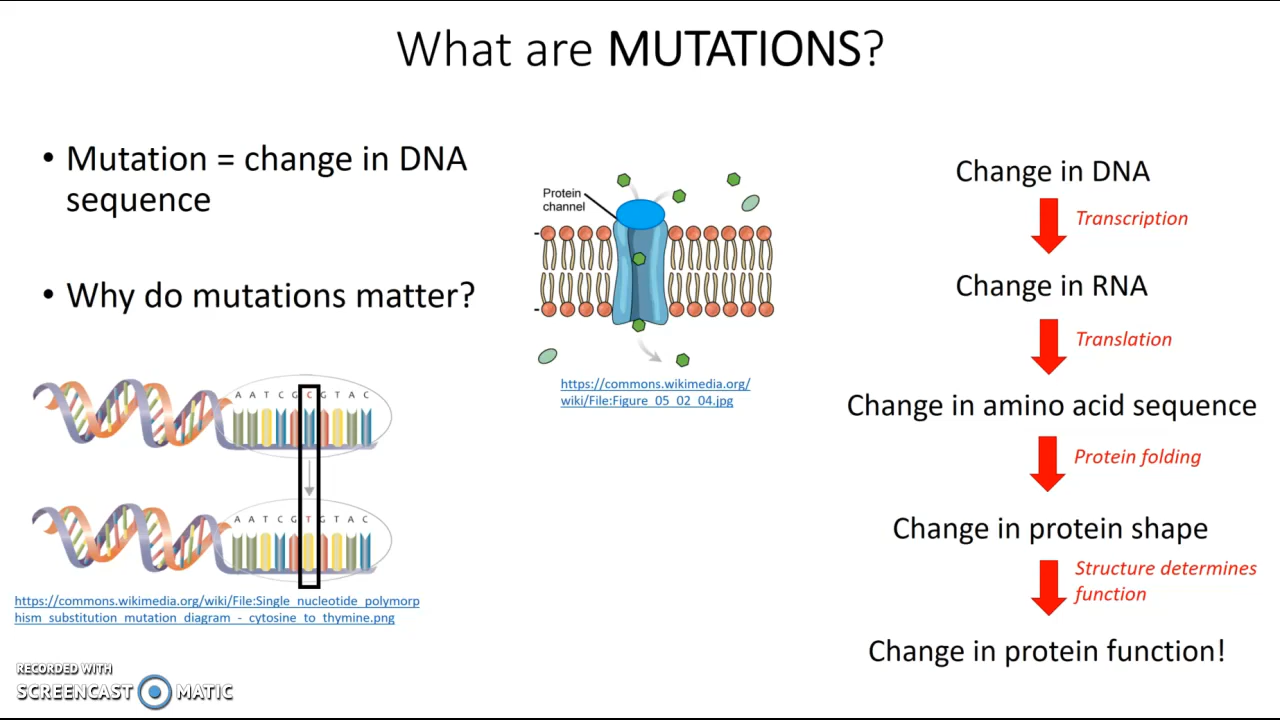 What are MUTATIONS?
• Mutation = change in DNA
sequence
• Why do mutations matter?
A A T C G C G T A C
A A T C G T G T A C
https://commons.wikimedia.org/wiki/File:Single_nucleotide_polymorp
hism_substitution_mutation_diagram_-_cytosine_to_thymine.png
Protein
channel
https://commons.wikimedia.org/
wiki/File:Figure_05_02_04.jpg
Change in DNA
Transcription
Change in RNA
Translation
Change in amino acid sequence
Protein folding
Change in protein shape
Structure determines
function
Change in protein function!
RECORDED WITH
SCREENCAST MATIC